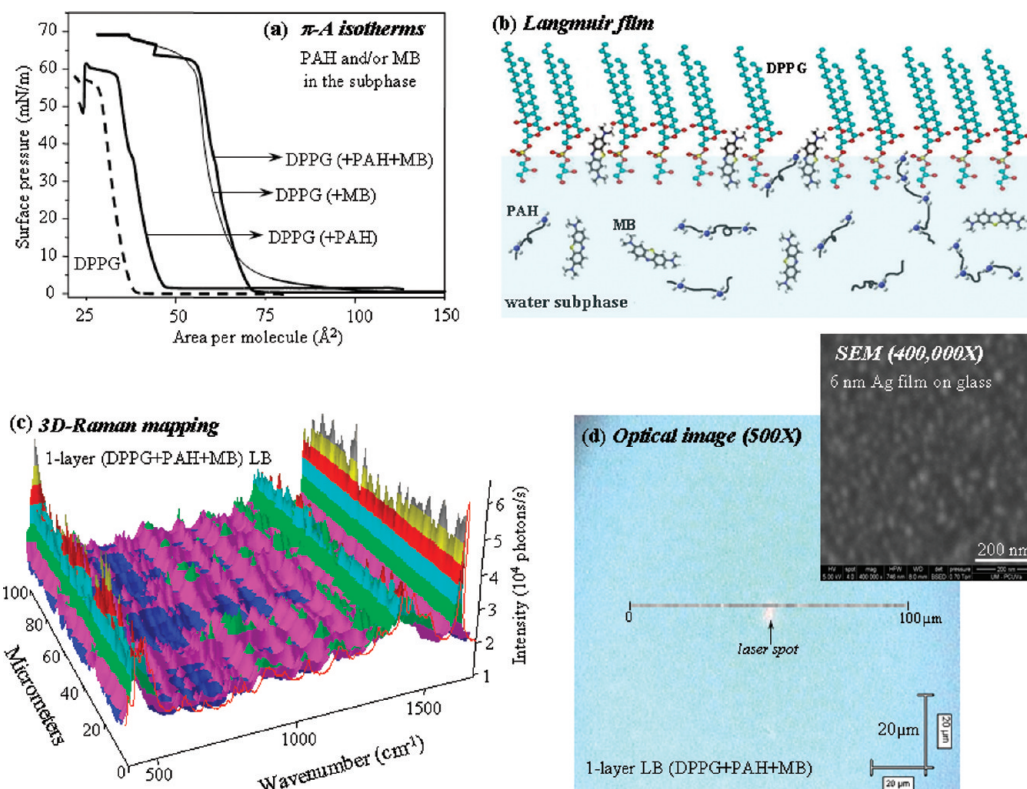 (a) π-A isotherms
PAH and/or MB
in the subphase
Surface pressure (mN/m)
70
60
50
40
30
20
10
0
DPPG (+PAH+MB)
DPPG (+MB)
DPPG (+PAH)
DPPG
25
50
75
100
125
150
Area per molecule (Å²)
(b) Langmuir film
DPPG
PAH
MB
water subphase
(c) 3D-Raman mapping
1-layer (DPPG+PAH+MB) LB
Intensity (10⁴ photons/s)
6
5
4
3
2
1
100
80
60
40
20
0
Micrometers
500
1000
1500
Wavenumber (cm¹)
SEM (400,000X)
6 nm Ag film on glass
200 nm
(d) Optical image (500X)
0
100µm
laser spot
20µm
20 µm
20 µm
1-layer LB (DPPG+PAH+MB)